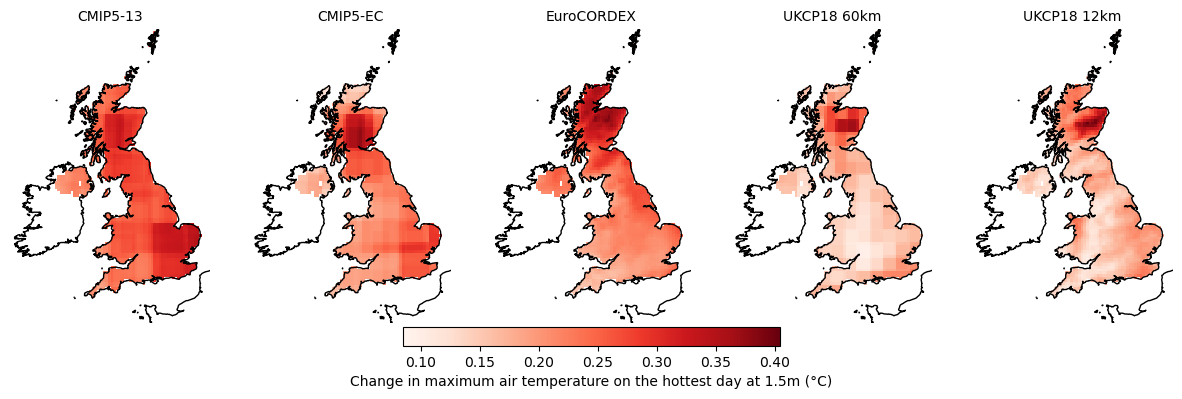 CMIP5-13 CMIP5-EC EuroCORDEX UKCP18 60km UKCP18 12km
0.10 0.15 0.20 0.25 0.30 0.35 0.40
Change in maximum air temperature on the hottest day at 1.5m (°C)